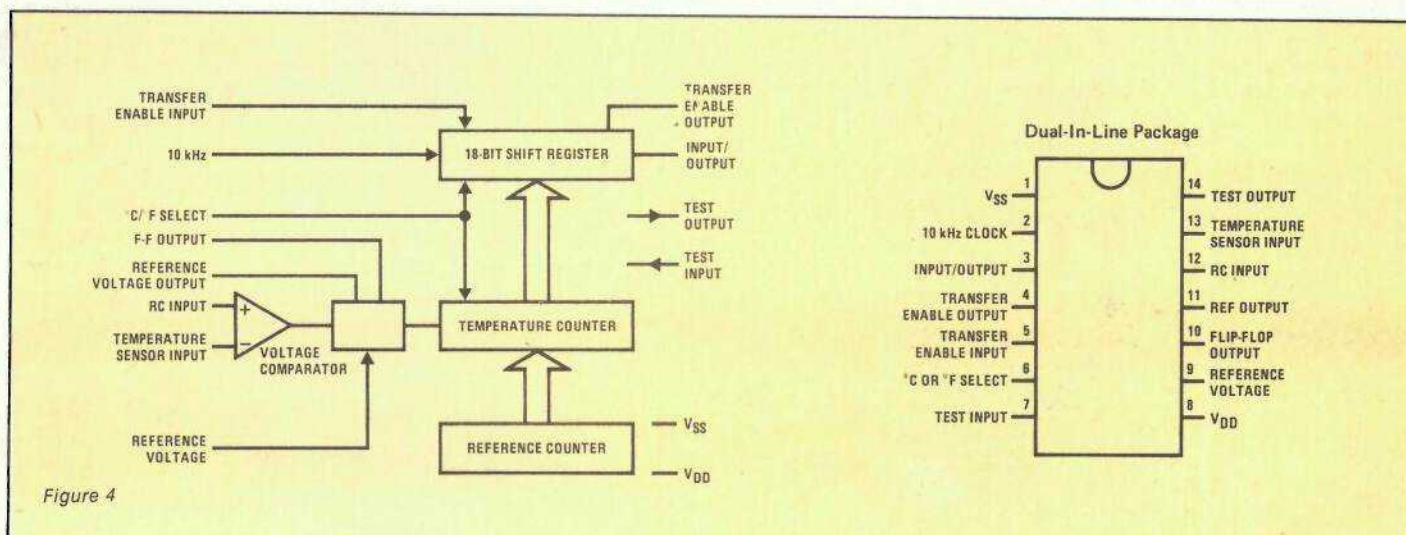 TRANSFER
ENABLE INPUT
10 kHz
°C/°F SELECT
F-F OUTPUT
REFERENCE
VOLTAGE OUTPUT
RC INPUT
TEMPERATURE
SENSOR INPUT
REFERENCE
VOLTAGE
+
−
VOLTAGE
COMPARATOR
18-BIT SHIFT REGISTER
TEMPERATURE COUNTER
REFERENCE COUNTER
TRANSFER
ENABLE
OUTPUT
INPUT/
OUTPUT
TEST
OUTPUT
TEST
INPUT
VSS
VDD
Figure 4
Dual-In-Line Package
VSS 1
10 kHz CLOCK 2
INPUT/OUTPUT 3
TRANSFER 4
ENABLE OUTPUT
TRANSFER 5
ENABLE INPUT
°C OR °F SELECT 6
TEST INPUT 7
14 TEST OUTPUT
13 TEMPERATURE
SENSOR INPUT
12 RC INPUT
11 REF OUTPUT
10 FLIP-FLOP
OUTPUT
9 REFERENCE
VOLTAGE
8 VDD